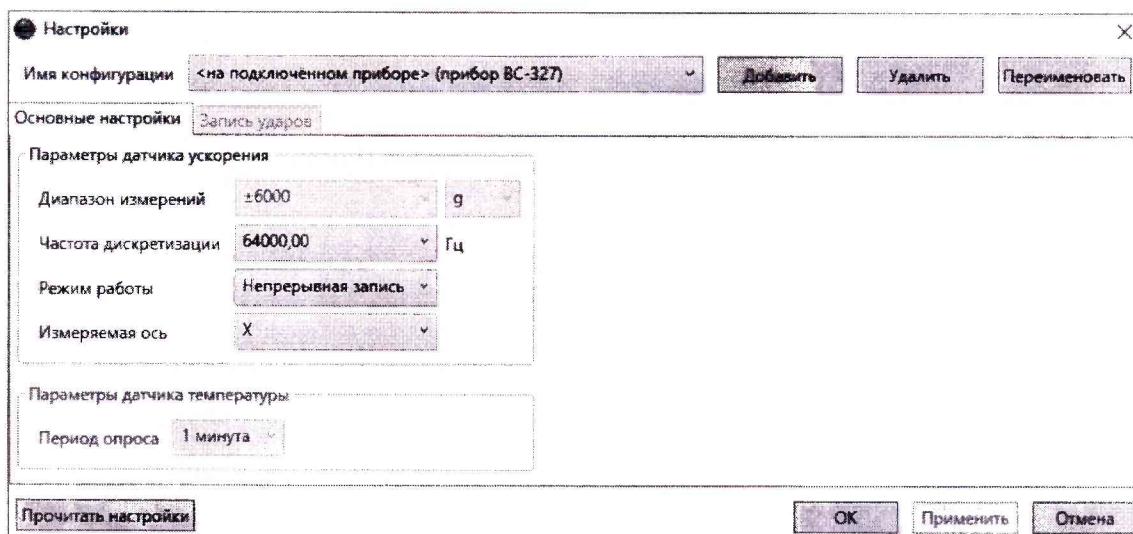 Настройки
Имя конфигурации <на подключённом приборе> (прибор ВС-327) Добавить Удалить Переименовать
Основные настройки Запись ударов
Параметры датчика ускорения
Диапазон измерений ±6000 g
Частота дискретизации 64000,00 Гц
Режим работы Непрерывная запись
Измеряемая ось X
Параметры датчика температуры
Период опроса 1 минута
Прочитать настройки OK Применить Отмена